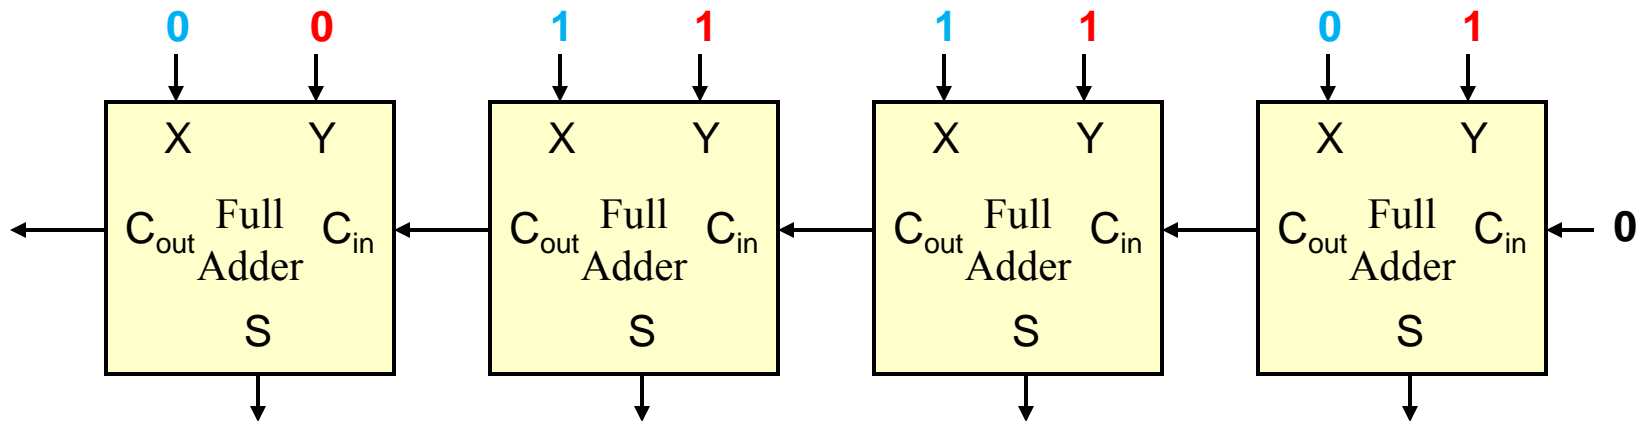 0 0 1 1 1 1 0 1
X Y X Y X Y X Y
Cout Full Adder Cin Cout Full Adder Cin Cout Full Adder Cin Cout Full Adder Cin 0
S S S S